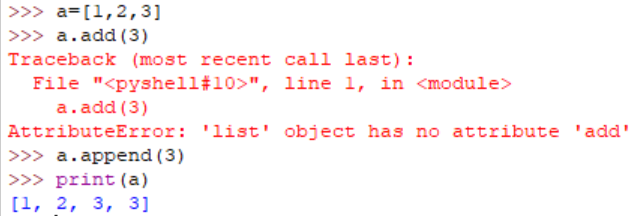 >>> a=[1,2,3]
>>> a.add(3)
Traceback (most recent call last):
  File "<pyshell#10>", line 1, in <module>
    a.add(3)
AttributeError: 'list' object has no attribute 'add'
>>> a.append(3)
>>> print(a)
[1, 2, 3, 3]